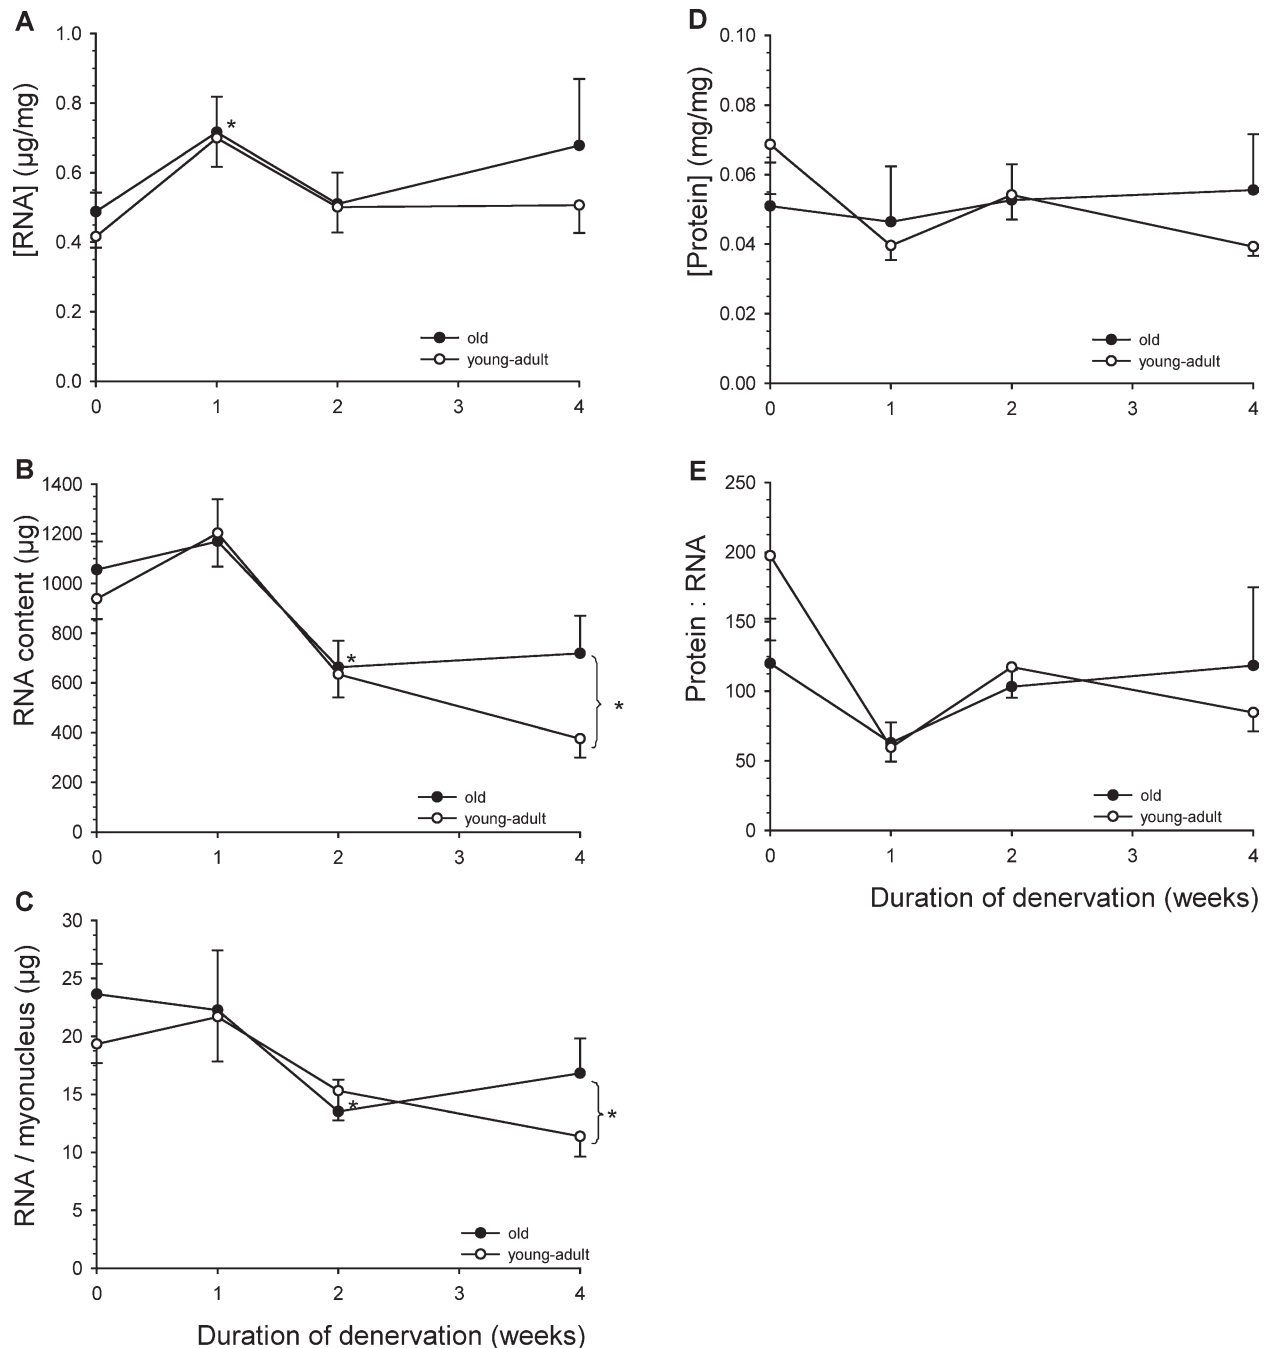 A
[RNA] (µg/mg)
1.0
0.8
0.6
0.4
0.2
0.0
*
old
young-adult
0 1 2 3 4
B
RNA content (µg)
1400
1200
1000
800
600
400
200
0
*
*
old
young-adult
0 1 2 3 4
C
RNA / myonucleus (µg)
30
25
20
15
10
5
0
*
*
old
young-adult
0 1 2 3 4
Duration of denervation (weeks)
D
[Protein] (mg/mg)
0.10
0.08
0.06
0.04
0.02
0.00
old
young-adult
0 1 2 3 4
E
Protein : RNA
250
200
150
100
50
0
old
young-adult
0 1 2 3 4
Duration of denervation (weeks)